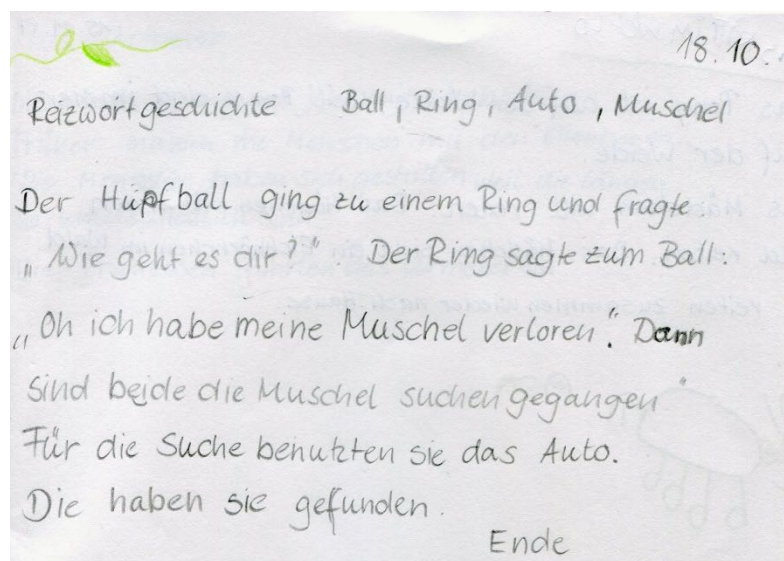 18.10.
Reizwortgeschichte Ball, Ring, Auto, Muschel
Der Hüpfball ging zu einem Ring und fragte
„Wie geht es dir?" Der Ring sagte zum Ball:
„Oh ich habe meine Muschel verloren". Dann
sind beide die Muschel suchen gegangen"
Für die Suche benutzten sie das Auto.
Die haben sie gefunden.
Ende